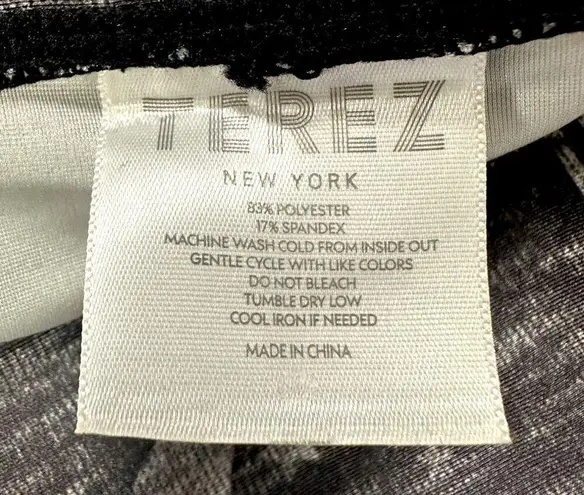 TEREZ
NEW YORK
83% POLYESTER
17% SPANDEX
MACHINE WASH COLD FROM INSIDE OUT
GENTLE CYCLE WITH LIKE COLORS
DO NOT BLEACH
TUMBLE DRY LOW
COOL IRON IF NEEDED
MADE IN CHINA